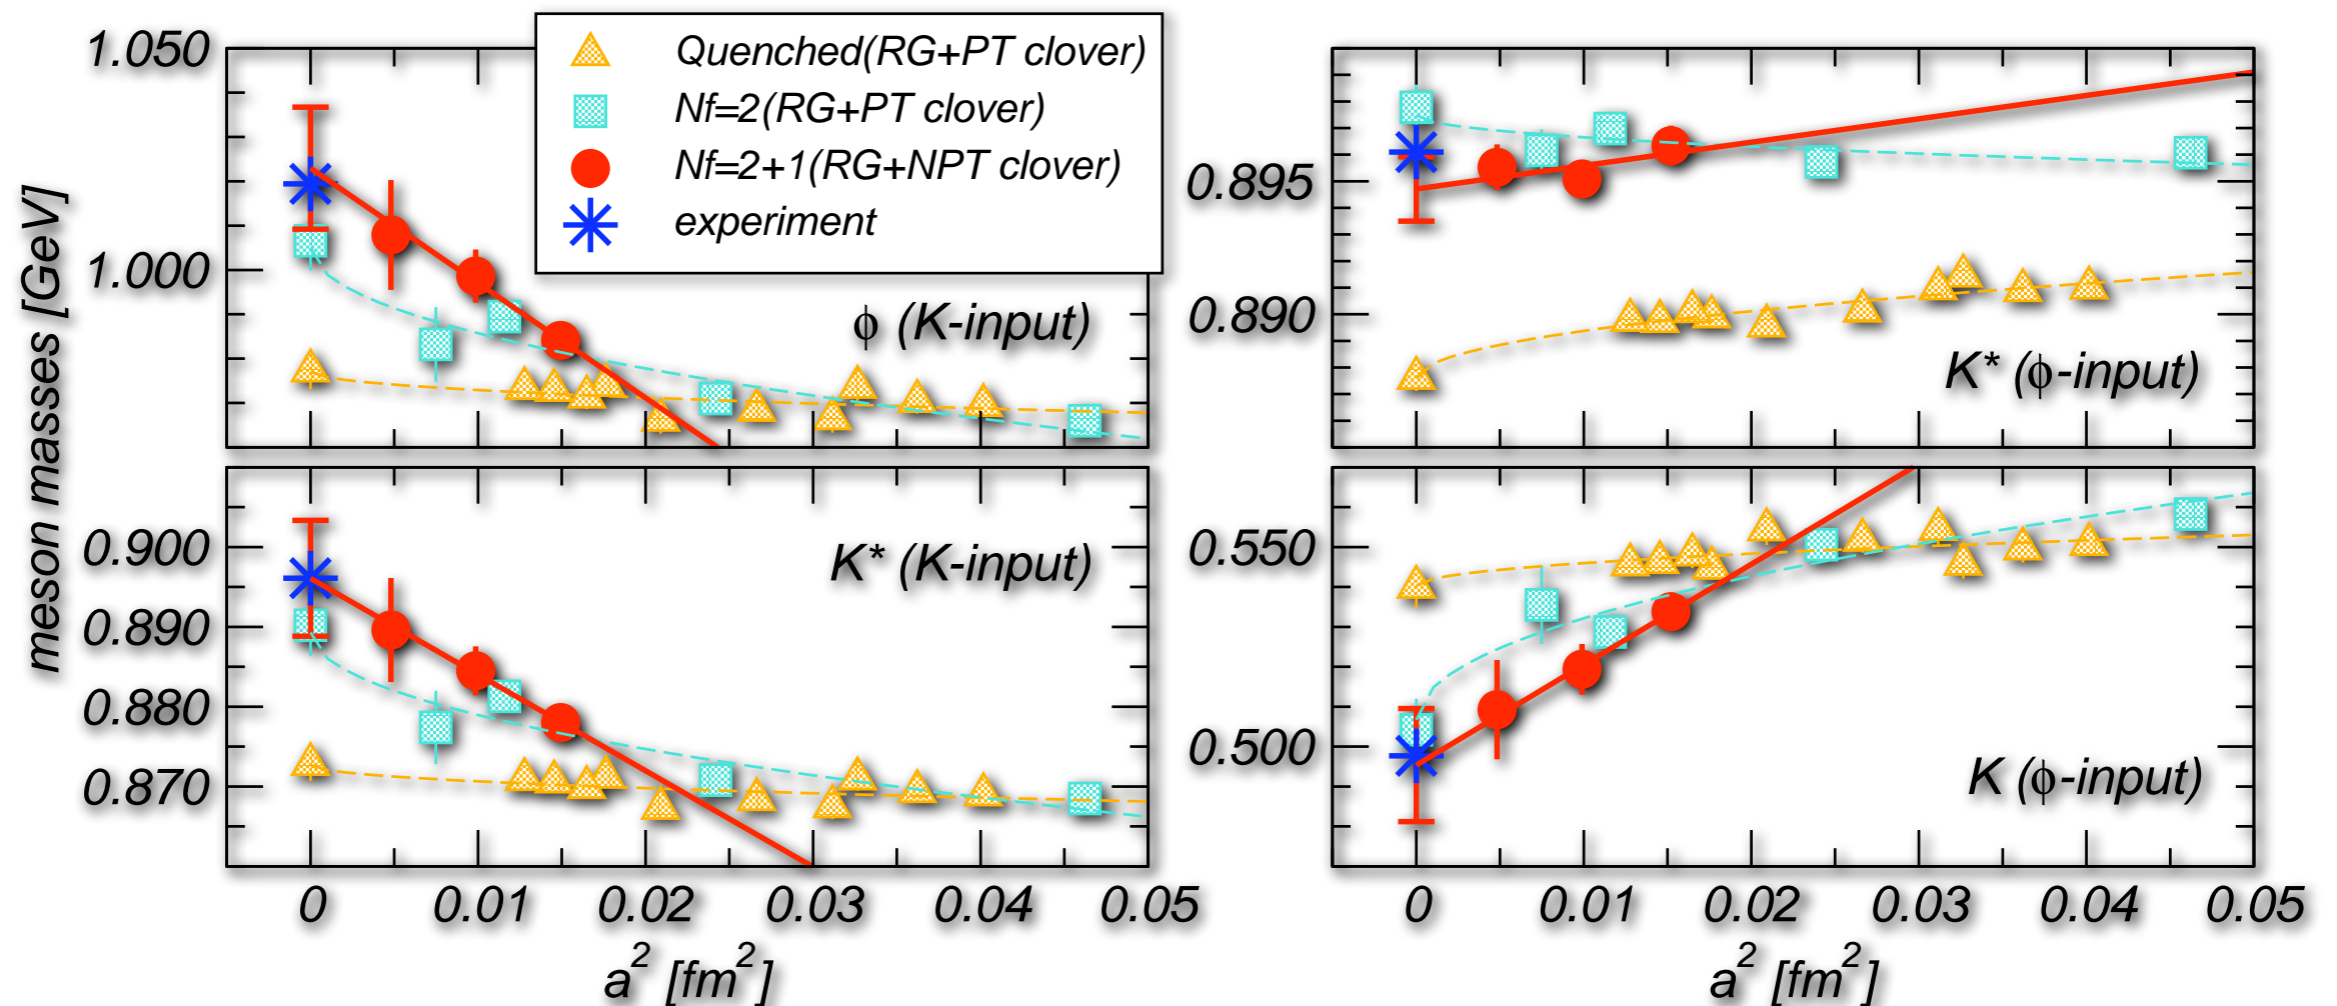 meson masses [GeV]
1.050
1.000
Quenched(RG+PT clover)
Nf=2(RG+PT clover)
Nf=2+1(RG+NPT clover)
experiment
ϕ (K-input)
0.895
0.890
K* (ϕ-input)
0.900
0.890
0.880
0.870
K* (K-input)
0 0.01 0.02 0.03 0.04 0.05
a² [fm²]
0.550
0.500
K (ϕ-input)
0 0.01 0.02 0.03 0.04 0.05
a² [fm²]